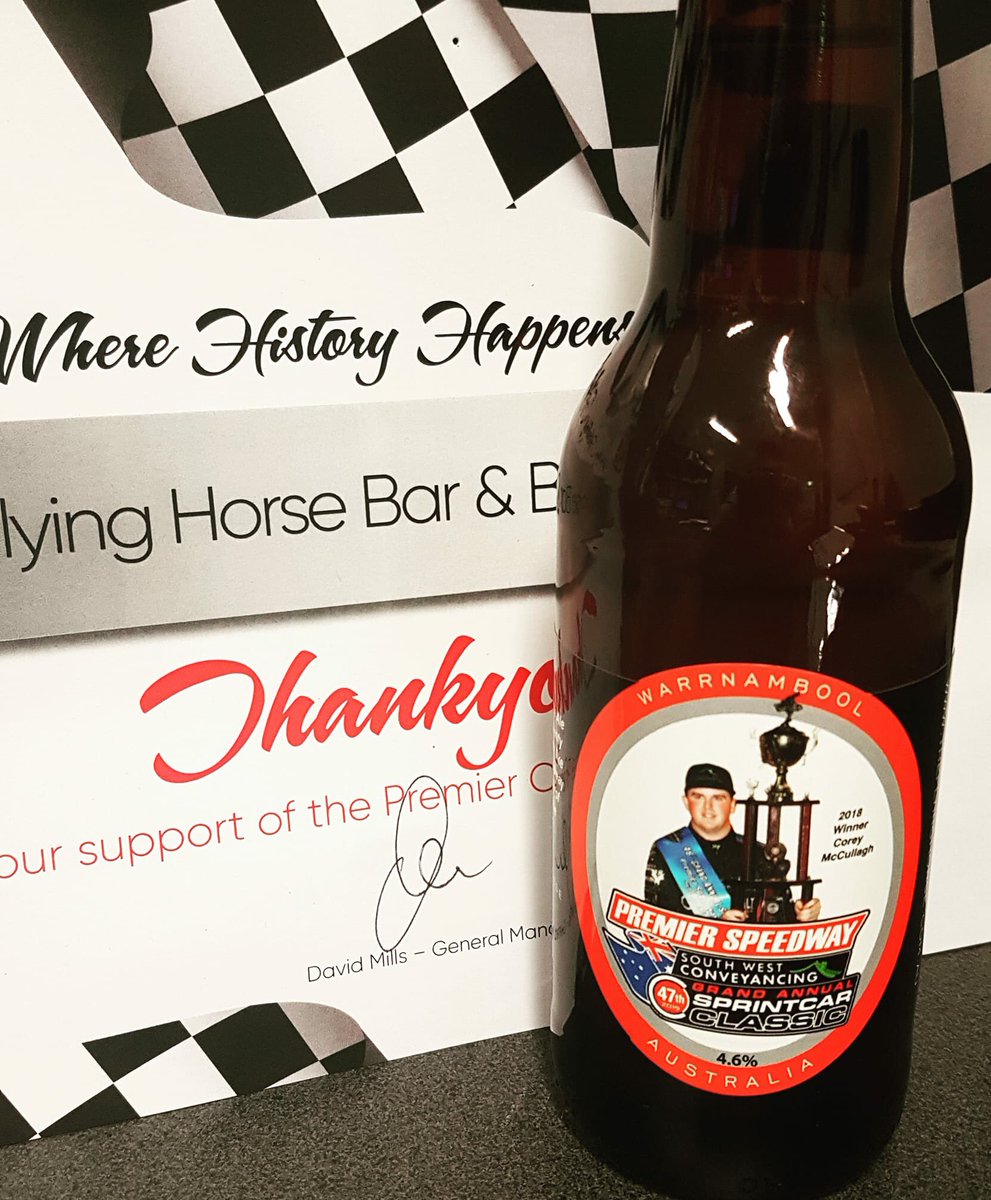 Where History Happens
lying Horse Bar & B
Thankyo
our support of the Premier
David Mills – General Mana
WARRNAMBOOL
2018
Winner
Corey
McCullagh
PREMIER SPEEDWAY
SOUTH WEST
CONVEYANCING
47th
GRAND ANNUAL
SPRINTCAR
CLASSIC
4.6%
AUSTRALIA